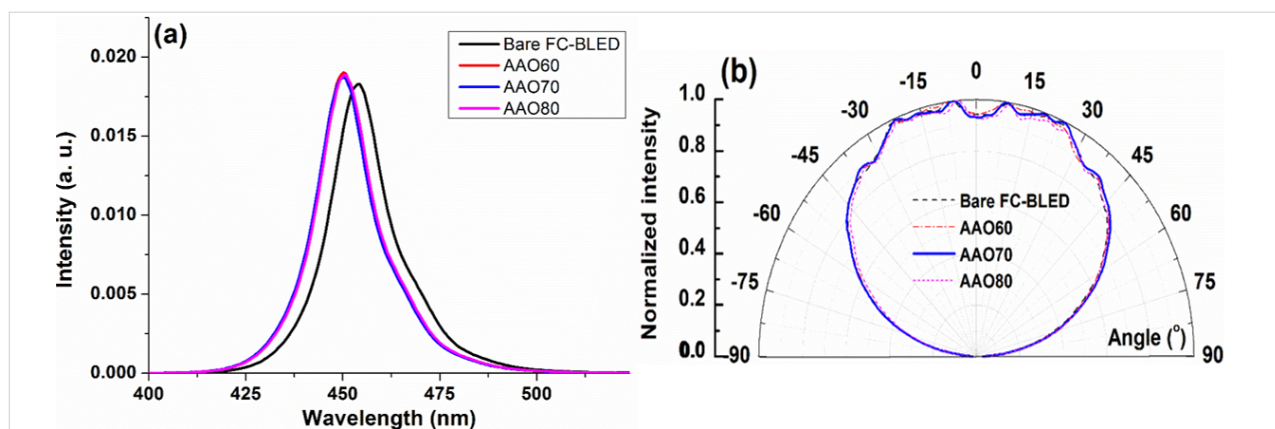 (a)
Bare FC-BLED
AAO60
AAO70
AAO80
0.020
0.015
0.010
0.005
0.000
Intensity (a. u.)
400
425
450
475
500
Wavelength (nm)
(b)
-90
-75
-60
-45
-30
-15
0
15
30
45
60
75
90
1.0
0.8
0.6
0.4
0.2
0.0
Normalized intensity
Bare FC-BLED
AAO60
AAO70
AAO80
Angle (°)